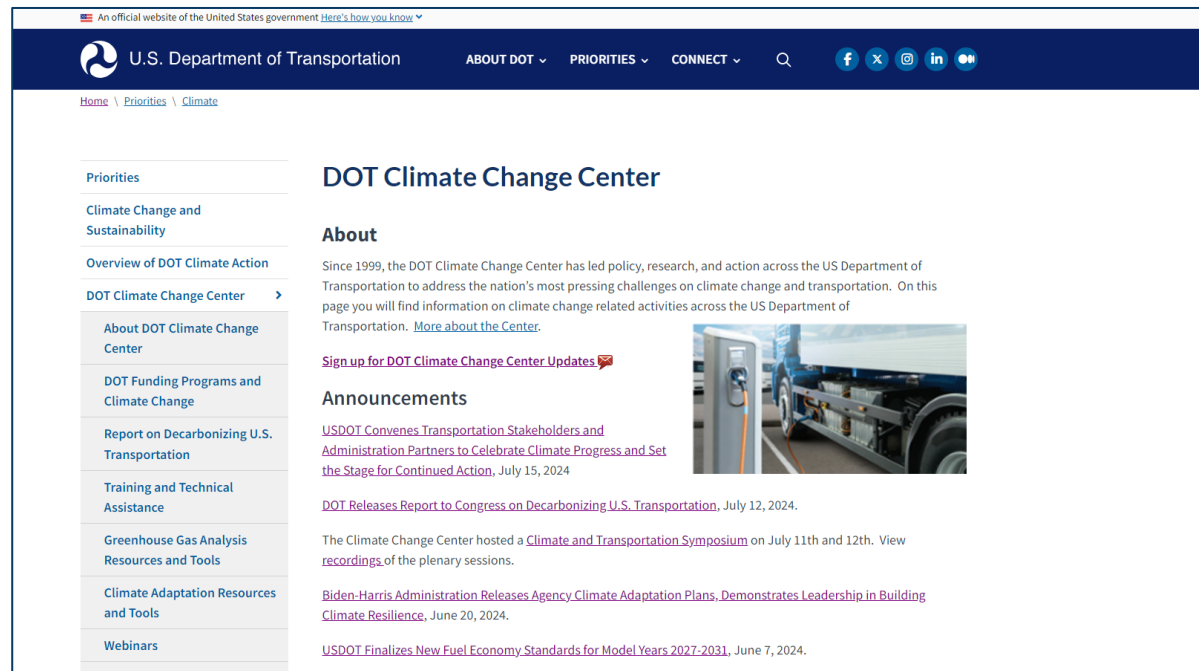 An official website of the United States government Here's how you know
U.S. Department of Transportation
ABOUT DOT
PRIORITIES
CONNECT
Home \ Priorities \ Climate
Priorities
Climate Change and
Sustainability
Overview of DOT Climate Action
DOT Climate Change Center
About DOT Climate Change
Center
DOT Funding Programs and
Climate Change
Report on Decarbonizing U.S.
Transportation
Training and Technical
Assistance
Greenhouse Gas Analysis
Resources and Tools
Climate Adaptation Resources
and Tools
Webinars
DOT Climate Change Center
About
Since 1999, the DOT Climate Change Center has led policy, research, and action across the US Department of
Transportation to address the nation's most pressing challenges on climate change and transportation. On this
page you will find information on climate change related activities across the US Department of
Transportation. More about the Center.
Sign up for DOT Climate Change Center Updates
Announcements
USDOT Convenes Transportation Stakeholders and
Administration Partners to Celebrate Climate Progress and Set
the Stage for Continued Action, July 15, 2024
DOT Releases Report to Congress on Decarbonizing U.S. Transportation, July 12, 2024.
The Climate Change Center hosted a Climate and Transportation Symposium on July 11th and 12th. View
recordings of the plenary sessions.
Biden-Harris Administration Releases Agency Climate Adaptation Plans, Demonstrates Leadership in Building
Climate Resilience, June 20, 2024.
USDOT Finalizes New Fuel Economy Standards for Model Years 2027-2031, June 7, 2024.